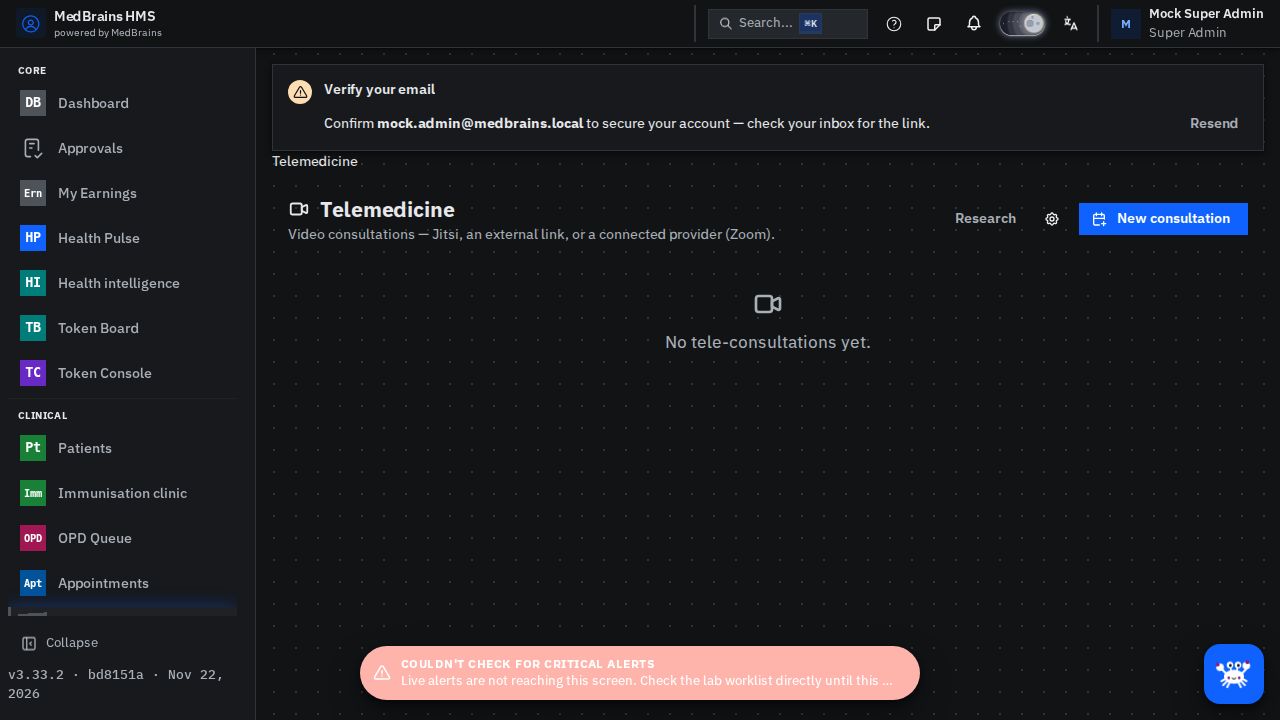 MedBrains HMS
powered by MedBrains
Search... ⌘K
M
Mock Super Admin
Super Admin
CORE
DB Dashboard
Approvals
Ern My Earnings
HP Health Pulse
HI Health intelligence
TB Token Board
TC Token Console
CLINICAL
Pt Patients
Imm Immunisation clinic
OPD OPD Queue
Apt Appointments
Collapse
v3.33.2 · bd8151a · Nov 22,
2026
Verify your email
Confirm mock.admin@medbrains.local to secure your account — check your inbox for the link.
Resend
Telemedicine
Telemedicine
Video consultations — Jitsi, an external link, or a connected provider (Zoom).
Research
New consultation
No tele-consultations yet.
COULDN'T CHECK FOR CRITICAL ALERTS
Live alerts are not reaching this screen. Check the lab worklist directly until this ...